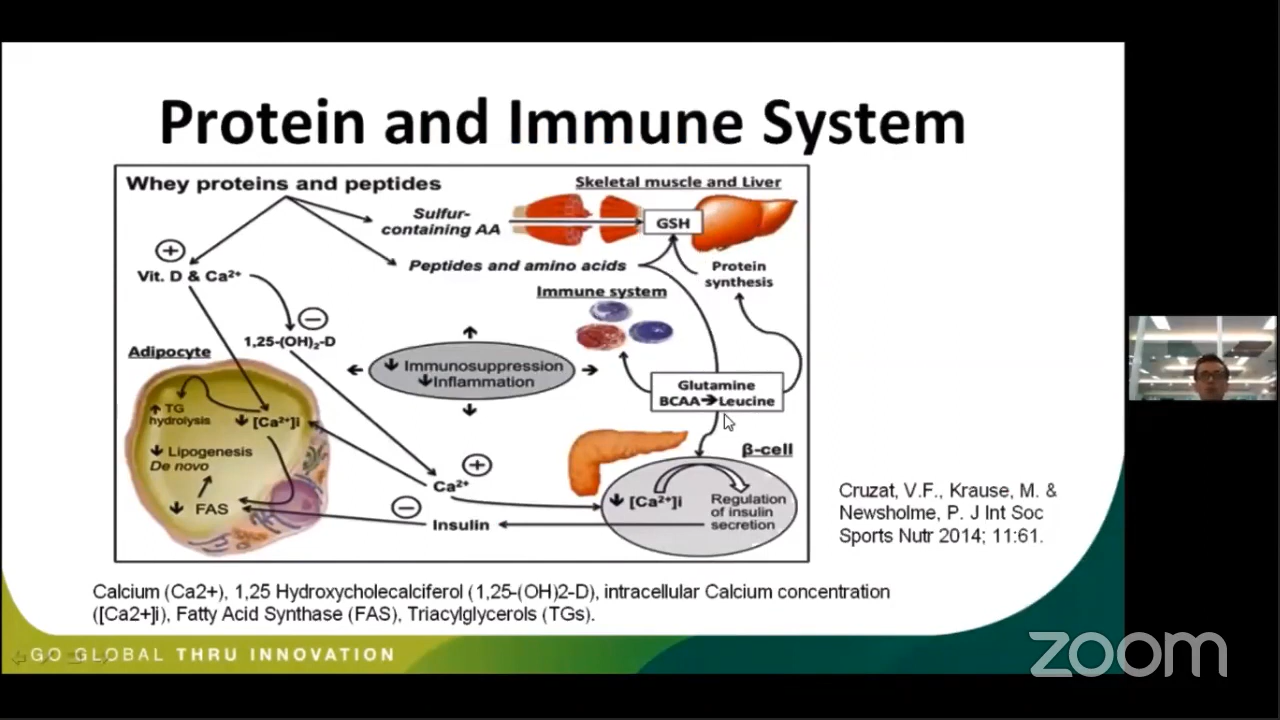 Protein and Immune System
Whey proteins and peptides
Skeletal muscle and Liver
Sulfur-
containing AA
GSH
+
Vit. D & Ca²⁺
Peptides and amino acids
Protein
synthesis
Immune system
−
1,25-(OH)₂-D
Adipocyte
↓ Immunosuppression
↓Inflammation
Glutamine
BCAA➔Leucine
↑ TG
hydrolysis
↓ [Ca²⁺]i
↓ Lipogenesis
De novo
↓ FAS
β-cell
+
Ca²⁺
−
Insulin
↓ [Ca²⁺]i
Regulation
of insulin
secretion
Cruzat, V.F., Krause, M. &
Newsholme, P. J Int Soc
Sports Nutr 2014; 11:61.
Calcium (Ca2+), 1,25 Hydroxycholecalciferol (1,25-(OH)2-D), intracellular Calcium concentration
([Ca2+]i), Fatty Acid Synthase (FAS), Triacylglycerols (TGs).
GO GLOBAL THRU INNOVATION
zoom